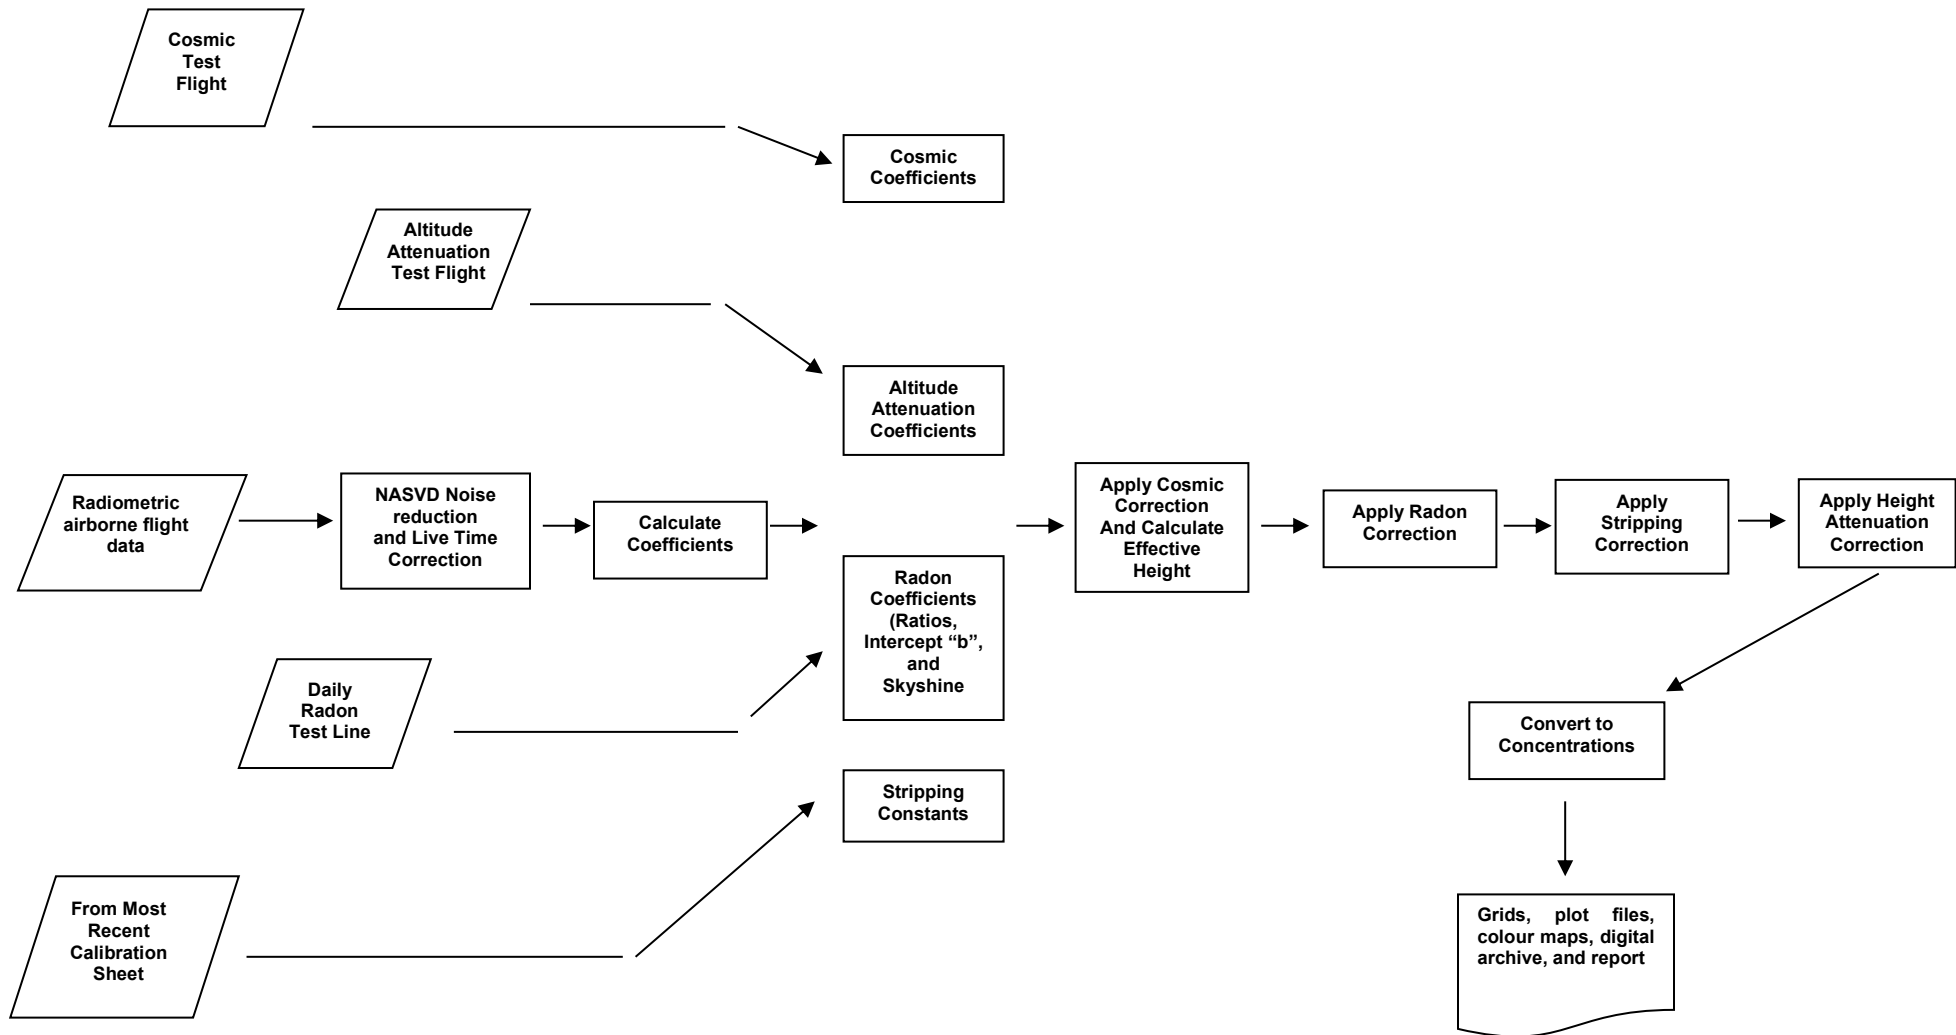 Cosmic
Test
Flight
Cosmic
Coefficients
Altitude
Attenuation
Test Flight
Altitude
Attenuation
Coefficients
Radiometric
airborne flight
data
NASVD Noise
reduction
and Live Time
Correction
Calculate
Coefficients
Radon
Coefficients
(Ratios,
Intercept “b”,
and
Skyshine
Apply Cosmic
Correction
And Calculate
Effective
Height
Apply Radon
Correction
Apply
Stripping
Correction
Apply Height
Attenuation
Correction
Daily
Radon
Test Line
Convert to
Concentrations
Stripping
Constants
From Most
Recent
Calibration
Sheet
Grids, plot files,
colour maps, digital
archive, and report